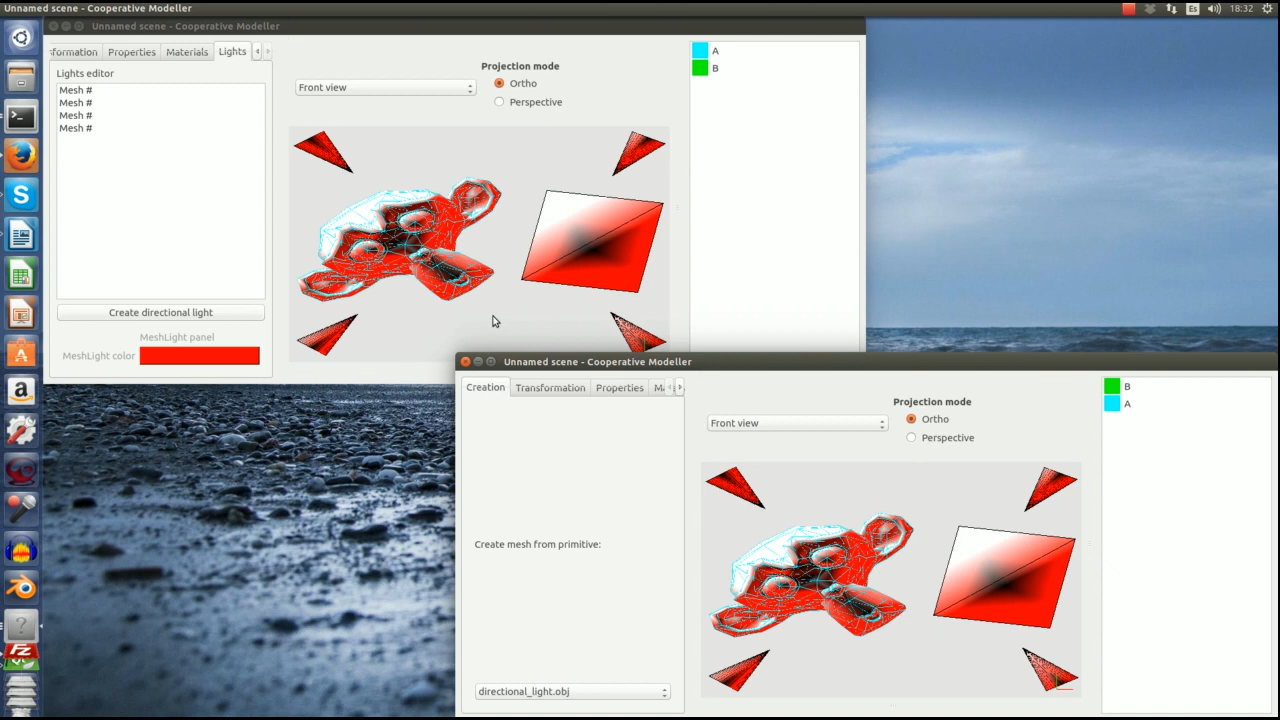 Unnamed scene - Cooperative Modeller
Es
18:32
Unnamed scene - Cooperative Modeller
formation
Properties
Materials
Lights
Lights editor
Mesh #
Mesh #
Mesh #
Mesh #
Create directional light
MeshLight panel
MeshLight color
Front view
Projection mode
Ortho
Perspective
A
B
Unnamed scene - Cooperative Modeller
Creation
Transformation
Properties
Ma
Create mesh from primitive:
directional_light.obj
Front view
Projection mode
Ortho
Perspective
B
A